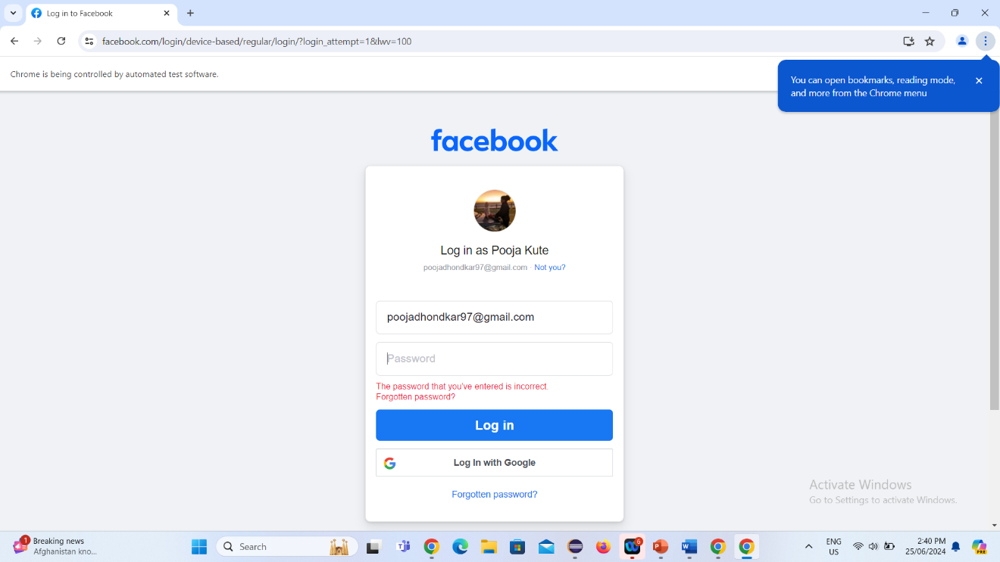 Log in to Facebook
facebook.com/login/device-based/regular/login/?login_attempt=1&lwv=100
Chrome is being controlled by automated test software.
You can open bookmarks, reading mode,
and more from the Chrome menu
facebook
Log in as Pooja Kute
poojadhondkar97@gmail.com · Not you?
poojadhondkar97@gmail.com
Password
The password that you've entered is incorrect.
Forgotten password?
Log in
Log In with Google
Forgotten password?
Activate Windows
Go to Settings to activate Windows.
1
Breaking news
Afghanistan kno...
Search
6
ENG
US
2:40 PM
25/06/2024
PRE